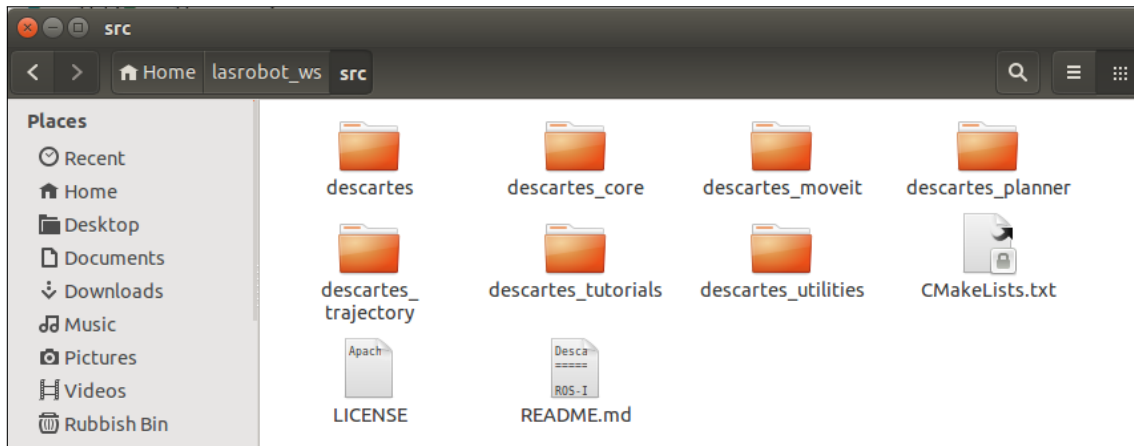 src
Home lasrobot_ws src
Places
Recent
Home
Desktop
Documents
Downloads
Music
Pictures
Videos
Rubbish Bin
descartes descartes_core descartes_moveit descartes_planner
descartes_
trajectory
descartes_tutorials descartes_utilities CMakeLists.txt
Apach
LICENSE
Desca
=====
ROS-I
README.md